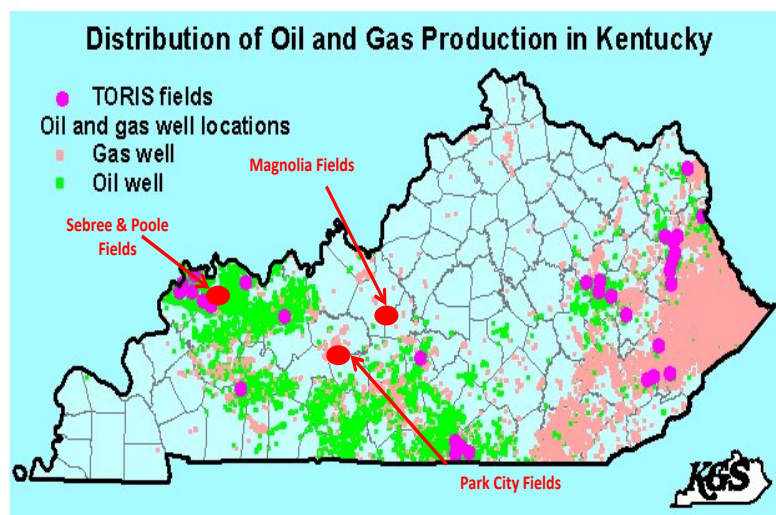 Distribution of Oil and Gas Production in Kentucky
TORIS fields
Oil and gas well locations
Gas well
Oil well
Magnolia Fields
Sebree & Poole
Fields
Park City Fields
KGS